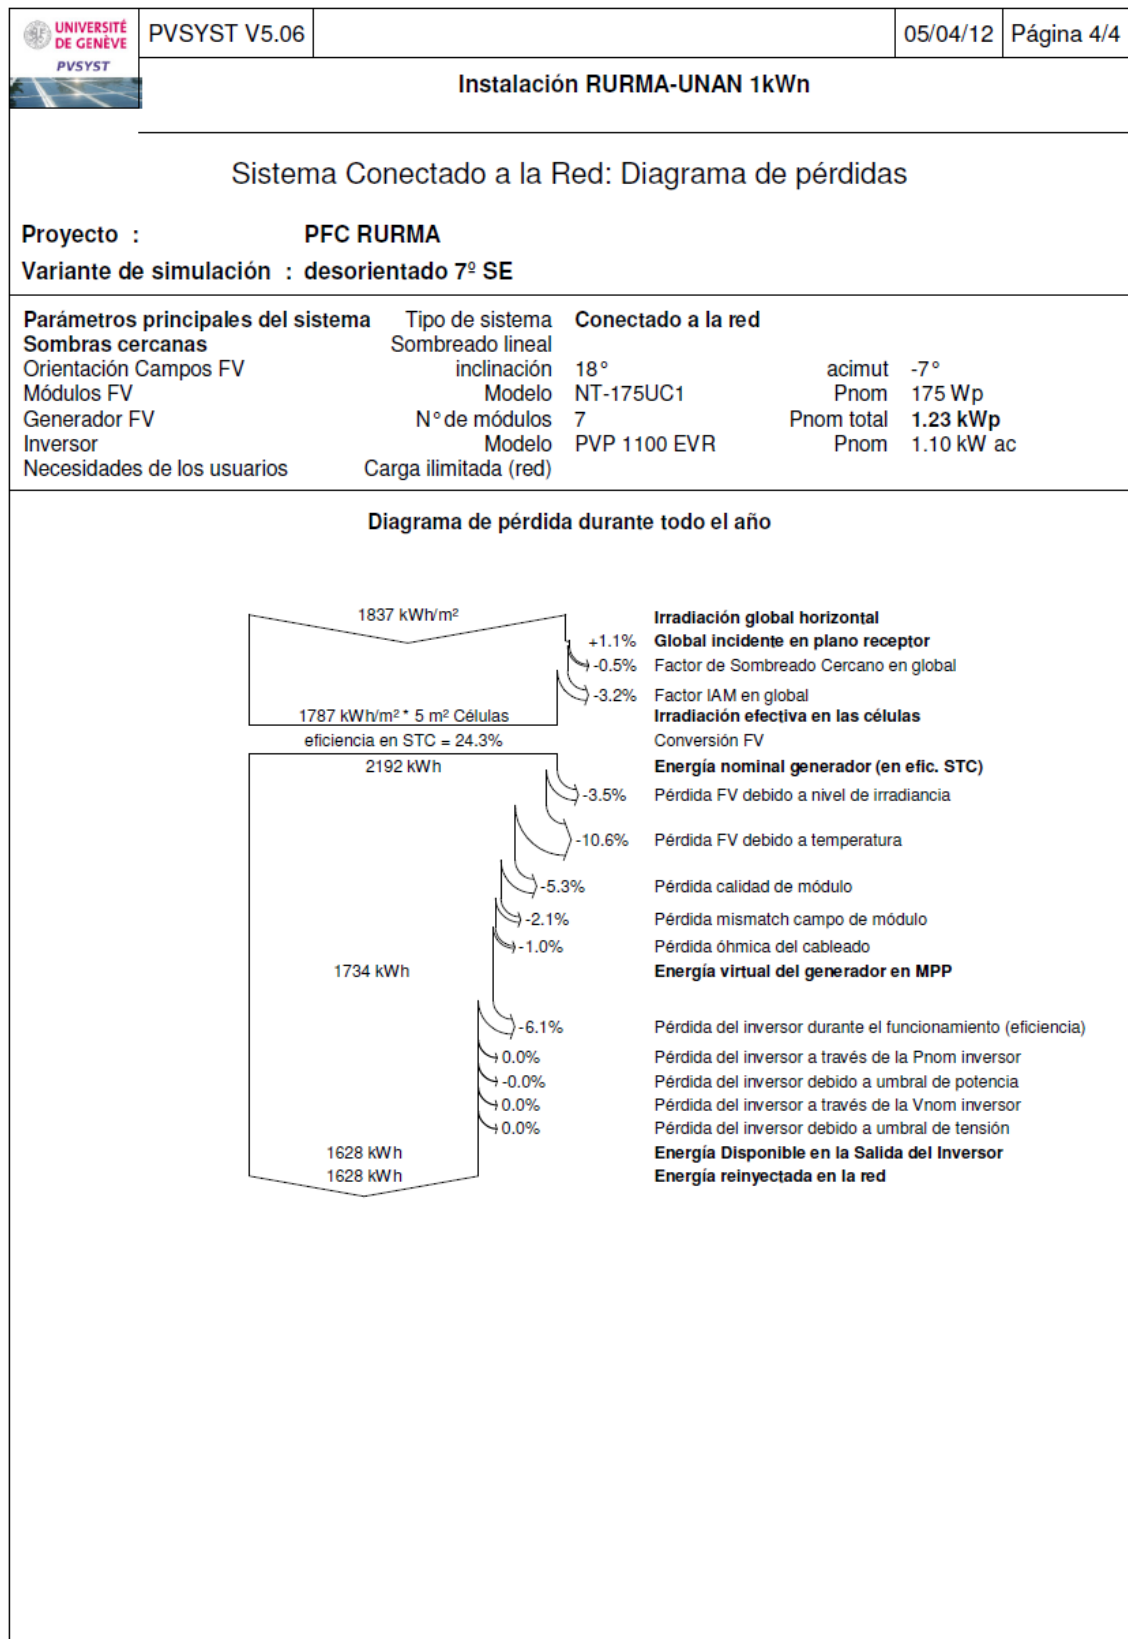 UNIVERSITÉ
DE GENÈVE
PVSYST
PVSYST V5.06
05/04/12
Página 4/4
Instalación RURMA-UNAN 1kWn
Sistema Conectado a la Red: Diagrama de pérdidas
Proyecto : PFC RURMA
Variante de simulación : desorientado 7º SE
Parámetros principales del sistema Tipo de sistema Conectado a la red
Sombras cercanas Sombreado lineal
Orientación Campos FV inclinación 18° acimut -7°
Módulos FV Modelo NT-175UC1 Pnom 175 Wp
Generador FV N° de módulos 7 Pnom total 1.23 kWp
Inversor Modelo PVP 1100 EVR Pnom 1.10 kW ac
Necesidades de los usuarios Carga ilimitada (red)
Diagrama de pérdida durante todo el año
1837 kWh/m² Irradiación global horizontal
+1.1% Global incidente en plano receptor
-0.5% Factor de Sombreado Cercano en global
-3.2% Factor IAM en global
1787 kWh/m² * 5 m² Células Irradiación efectiva en las células
eficiencia en STC = 24.3% Conversión FV
2192 kWh Energía nominal generador (en efic. STC)
-3.5% Pérdida FV debido a nivel de irradiancia
-10.6% Pérdida FV debido a temperatura
-5.3% Pérdida calidad de módulo
-2.1% Pérdida mismatch campo de módulo
-1.0% Pérdida óhmica del cableado
1734 kWh Energía virtual del generador en MPP
-6.1% Pérdida del inversor durante el funcionamiento (eficiencia)
0.0% Pérdida del inversor a través de la Pnom inversor
-0.0% Pérdida del inversor debido a umbral de potencia
0.0% Pérdida del inversor a través de la Vnom inversor
0.0% Pérdida del inversor debido a umbral de tensión
1628 kWh Energía Disponible en la Salida del Inversor
1628 kWh Energía reinyectada en la red